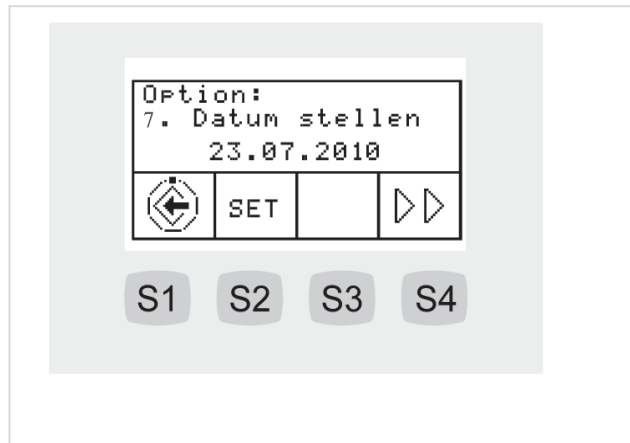 Option:
7. Datum stellen
23.07.2010
SET
S1 S2 S3 S4